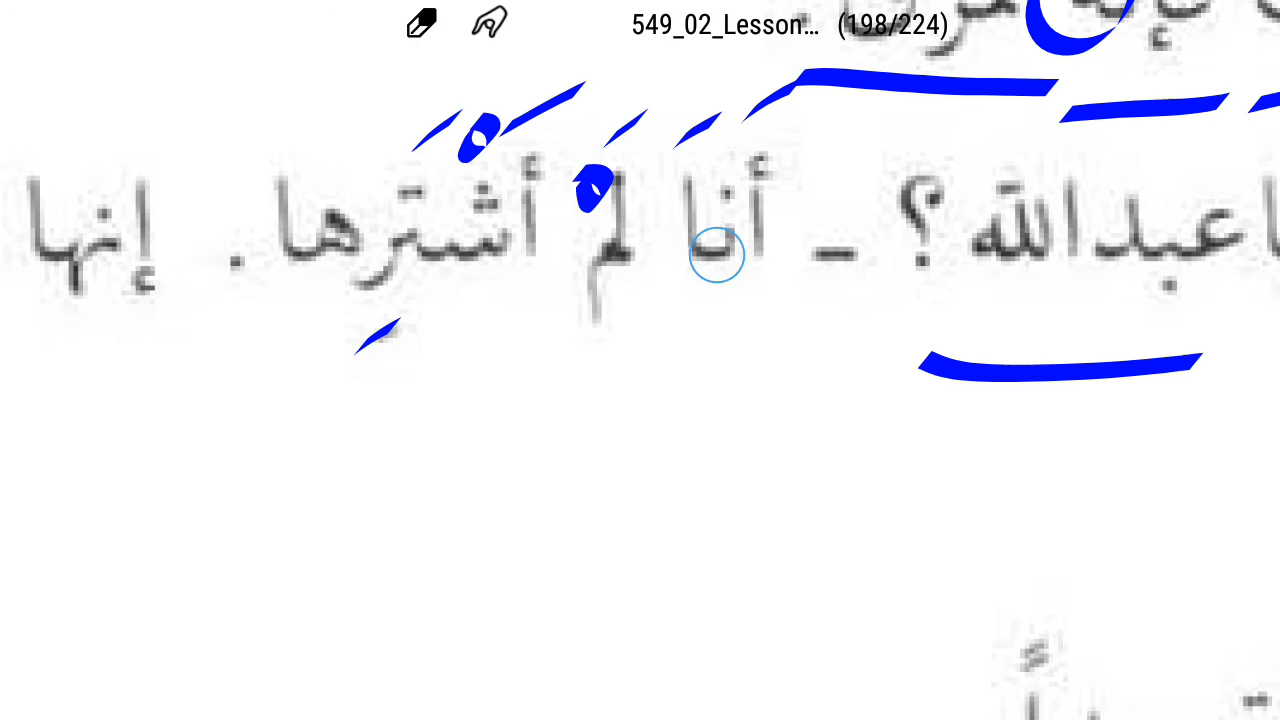 549_02_Lesson... (198/224)
عبدالله؟ - أنا لم أشترها . إنها